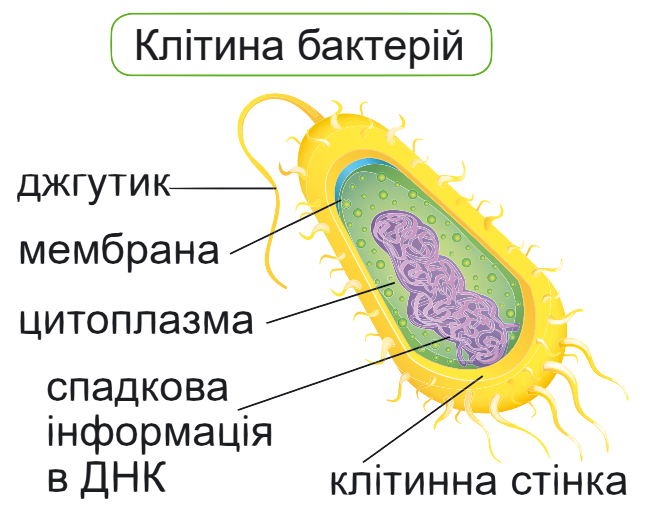 Клітина бактерій
джгутик
мембрана
цитоплазма
спадкова
інформація
в ДНК
клітинна стінка